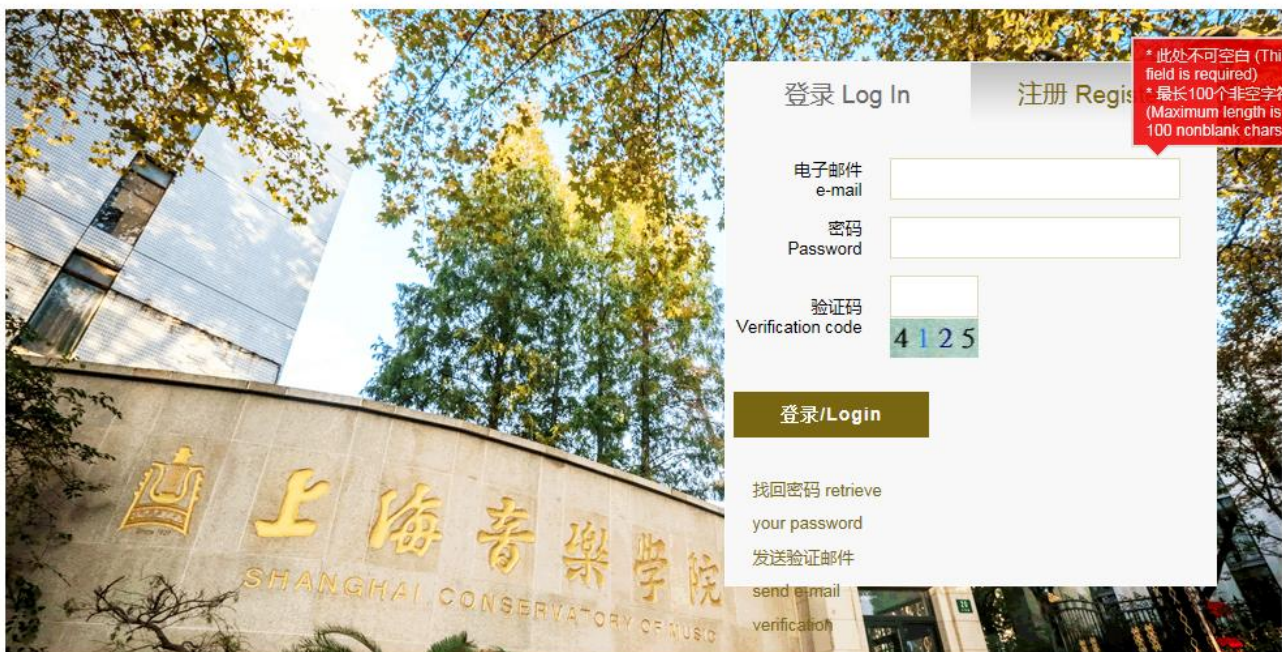 * 此处不可空白 (Thi
field is required)
* 最长100个非空字符
(Maximum length is
100 nonblank chars
登录 Log In
注册 Regis
电子邮件
e-mail
密码
Password
验证码
Verification code
4125
登录/Login
找回密码 retrieve
your password
发送验证邮件
send e-mail
verification
上海音樂学院
SHANGHAI CONSERVATORY OF MUSIC
Since 1927